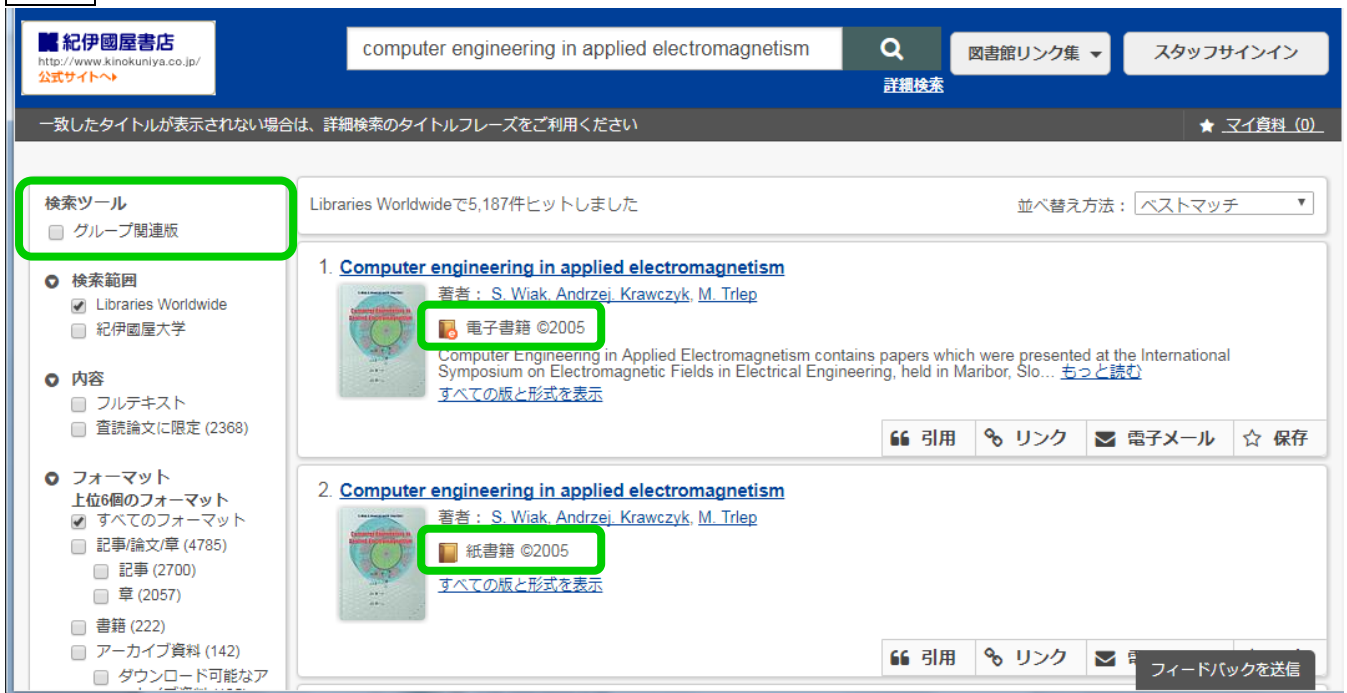 紀伊國屋書店
http://www.kinokuniya.co.jp/
公式サイトへ
computer engineering in applied electromagnetism
図書館リンク集
スタッフサインイン
詳細検索
一致したタイトルが表示されない場合は、詳細検索のタイトルフレーズをご利用ください
マイ資料 (0)
検索ツール
グループ関連版
Libraries Worldwideで5,187件ヒットしました
並べ替え方法： ベストマッチ
検索範囲
Libraries Worldwide
紀伊國屋大学
内容
フルテキスト
査読論文に限定 (2368)
フォーマット
上位6個のフォーマット
すべてのフォーマット
記事/論文/章 (4785)
記事 (2700)
章 (2057)
書籍 (222)
アーカイブ資料 (142)
ダウンロード可能なア
1. Computer engineering in applied electromagnetism
著者： S. Wiak, Andrzej. Krawczyk, M. Trlep
電子書籍 ©2005
Computer Engineering in Applied Electromagnetism contains papers which were presented at the International
Symposium on Electromagnetic Fields in Electrical Engineering, held in Maribor, Slo... もっと読む
すべての版と形式を表示
引用 リンク 電子メール 保存
2. Computer engineering in applied electromagnetism
著者： S. Wiak, Andrzej. Krawczyk, M. Trlep
紙書籍 ©2005
すべての版と形式を表示
引用 リンク
フィードバックを送信